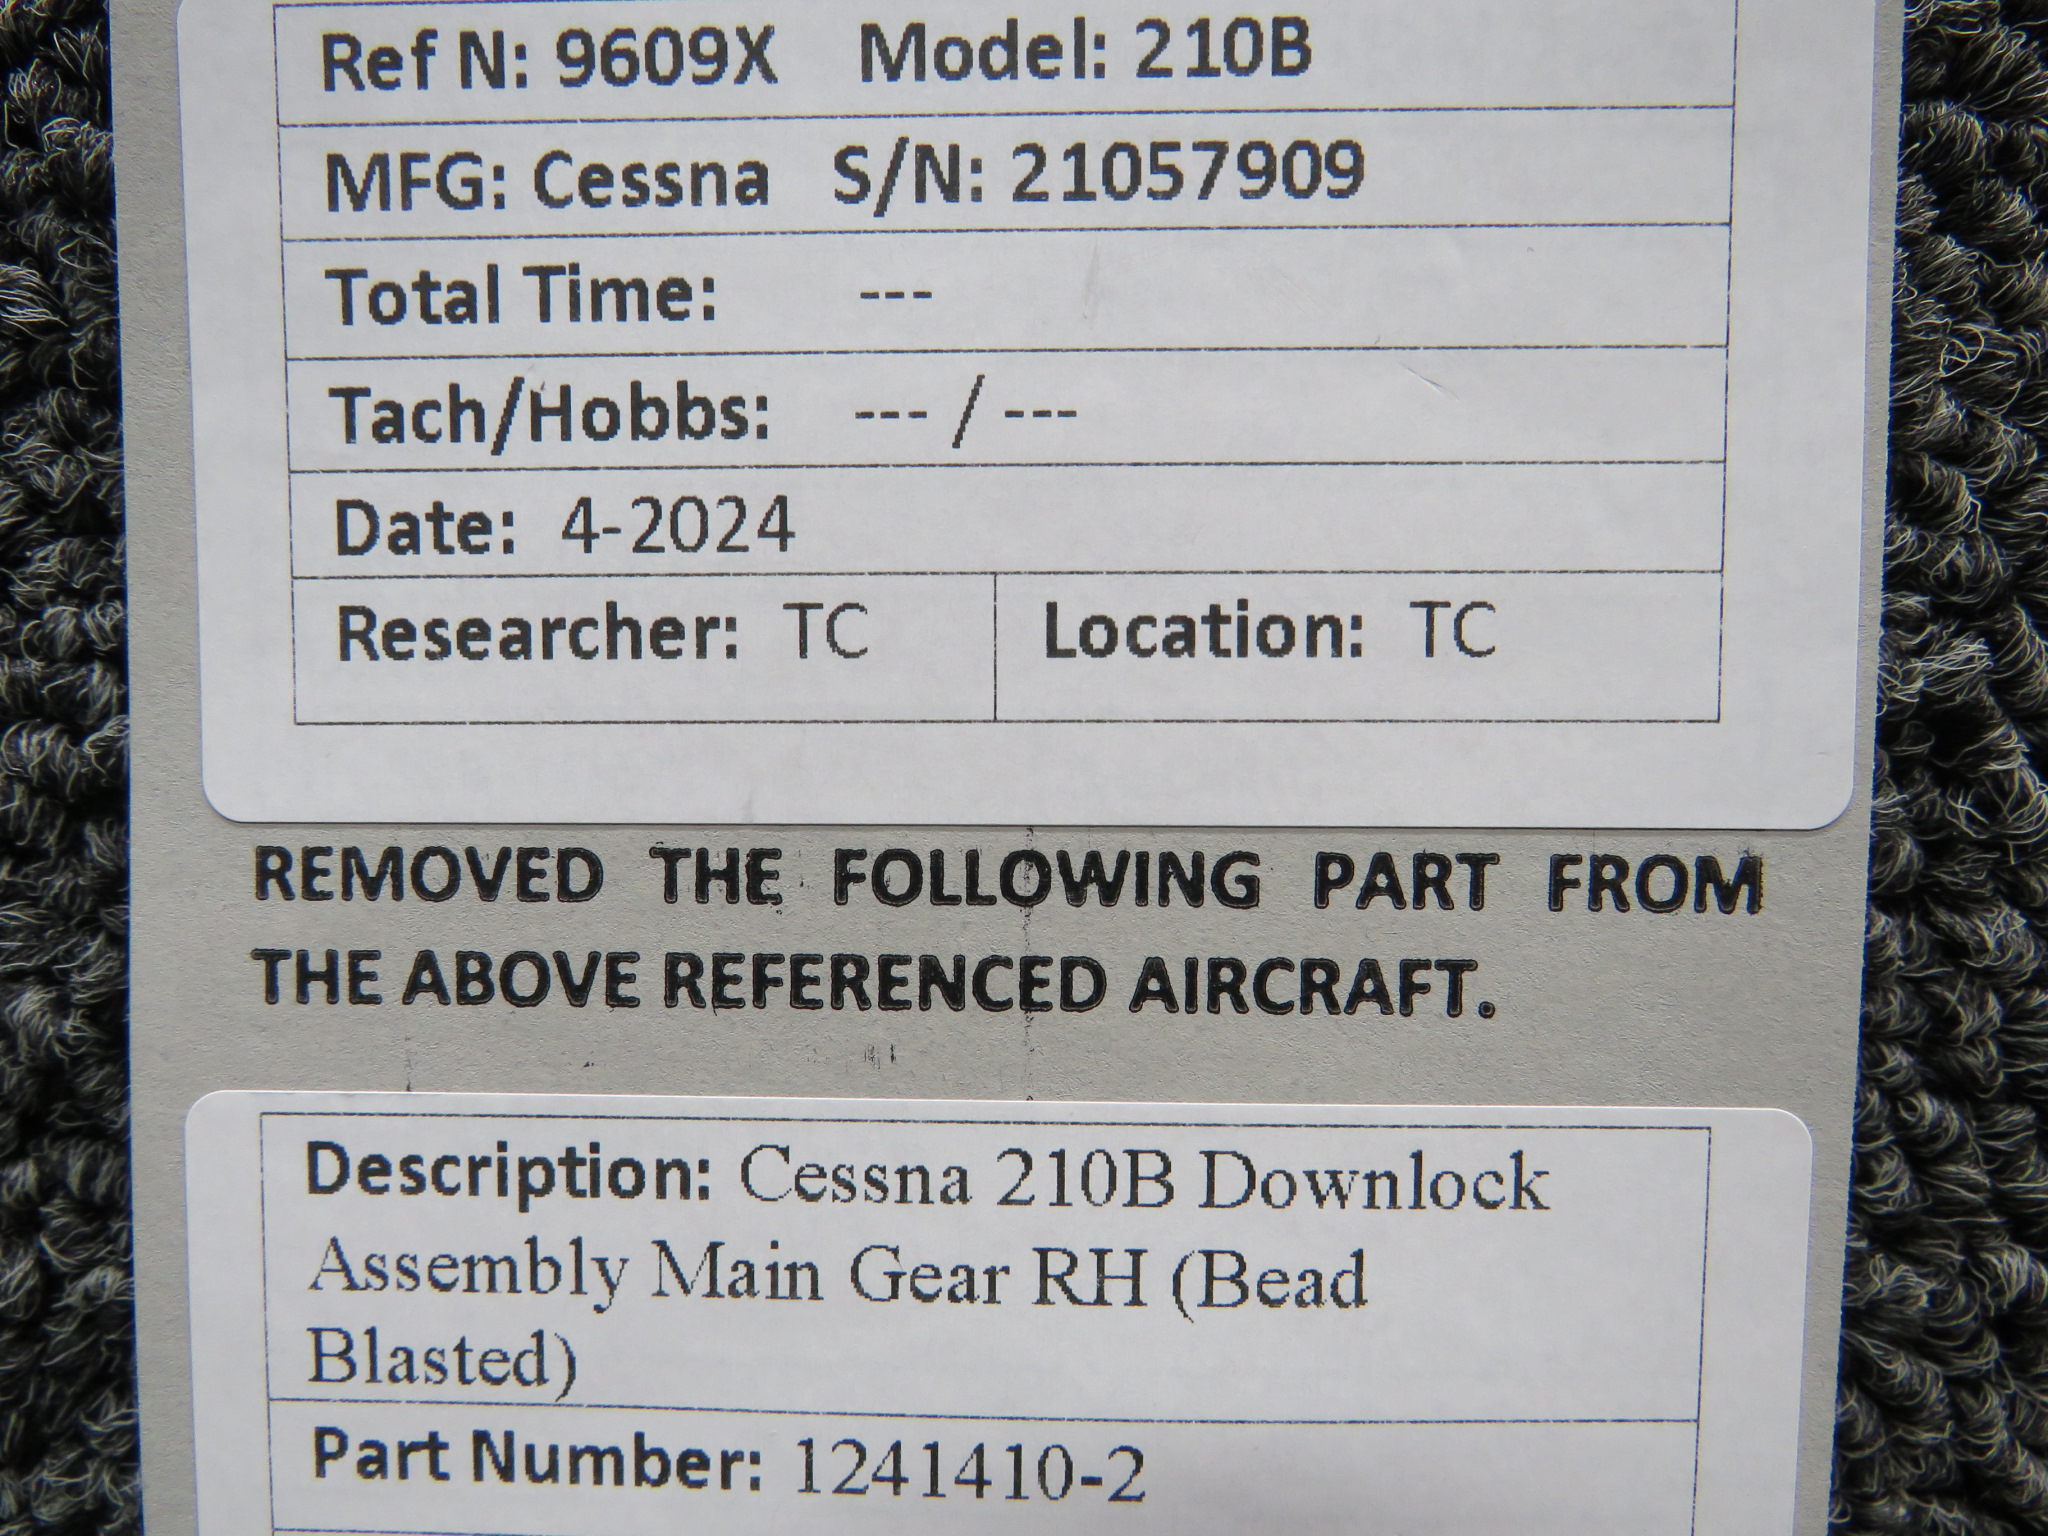 Ref N: 9609X Model: 210B
MFG: Cessna S/N: 21057909
Total Time: ---
Tach/Hobbs: --- / ---
Date: 4-2024
Researcher: TC Location: TC
REMOVED THE FOLLOWING PART FROM
THE ABOVE REFERENCED AIRCRAFT.
Description: Cessna 210B Downlock
Assembly Main Gear RH (Bead
Blasted)
Part Number: 1241410-2